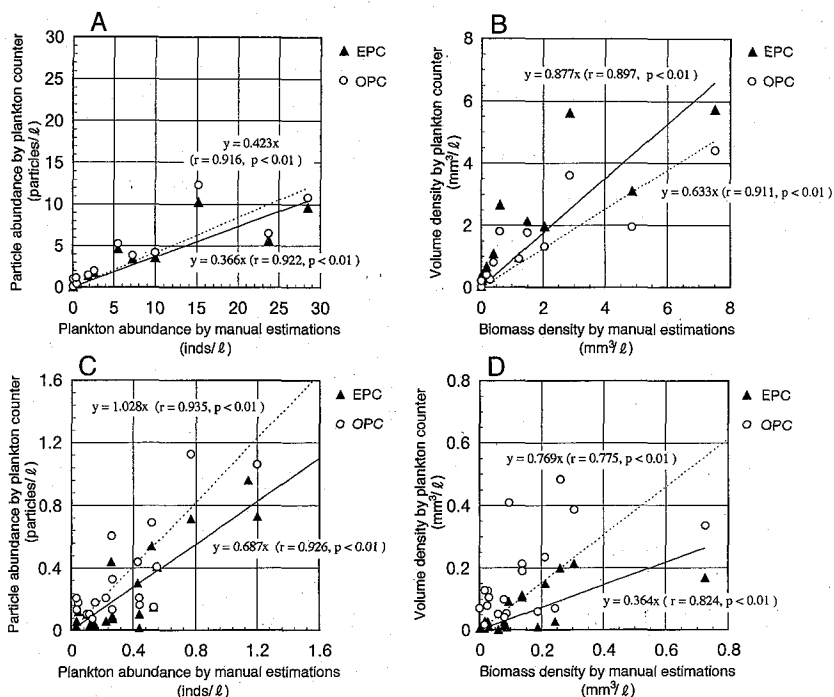 A
Particle abundance by plankton counter
(particles/ℓ)
30
25
20
15
10
5
0
▲ EPC
○ OPC
y = 0.423x
(r = 0.916, p < 0.01)
0.366x (r = 0.922, p < 0.01)
0 5 10 15 20 25 30
Plankton abundance by manual estimations
(inds/ℓ)
B
Volume density by plankton counter
(mm³/ℓ)
8
6
4
2
0
▲ EPC
○ OPC
y = 0.877x (r = 0.897, p < 0.01)
y = 0.633x (r = 0.911, p < 0.01)
0 2 4 6 8
Biomass density by manual estimations
(mm³/ℓ)
C
Particle abundance by plankton counter
(particles/ℓ)
1.6
1.2
0.8
0.4
0
▲ EPC
○ OPC
y = 1.028x (r = 0.935, p < 0.01)
y = 0.687x (r = 0.926, p < 0.01)
0 0.4 0.8 1.2 1.6
Plankton abundance by manual estimations
(inds/ℓ)
D
Volume density by plankton counter
(mm³/ℓ)
0.8
0.6
0.4
0.2
0
▲ EPC
○ OPC
y = 0.769x (r = 0.775, p < 0.01)
y = 0.364x (r = 0.824, p < 0.01)
0 0.2 0.4 0.6 0.8
Biomass density by manual estimations
(mm³/ℓ)